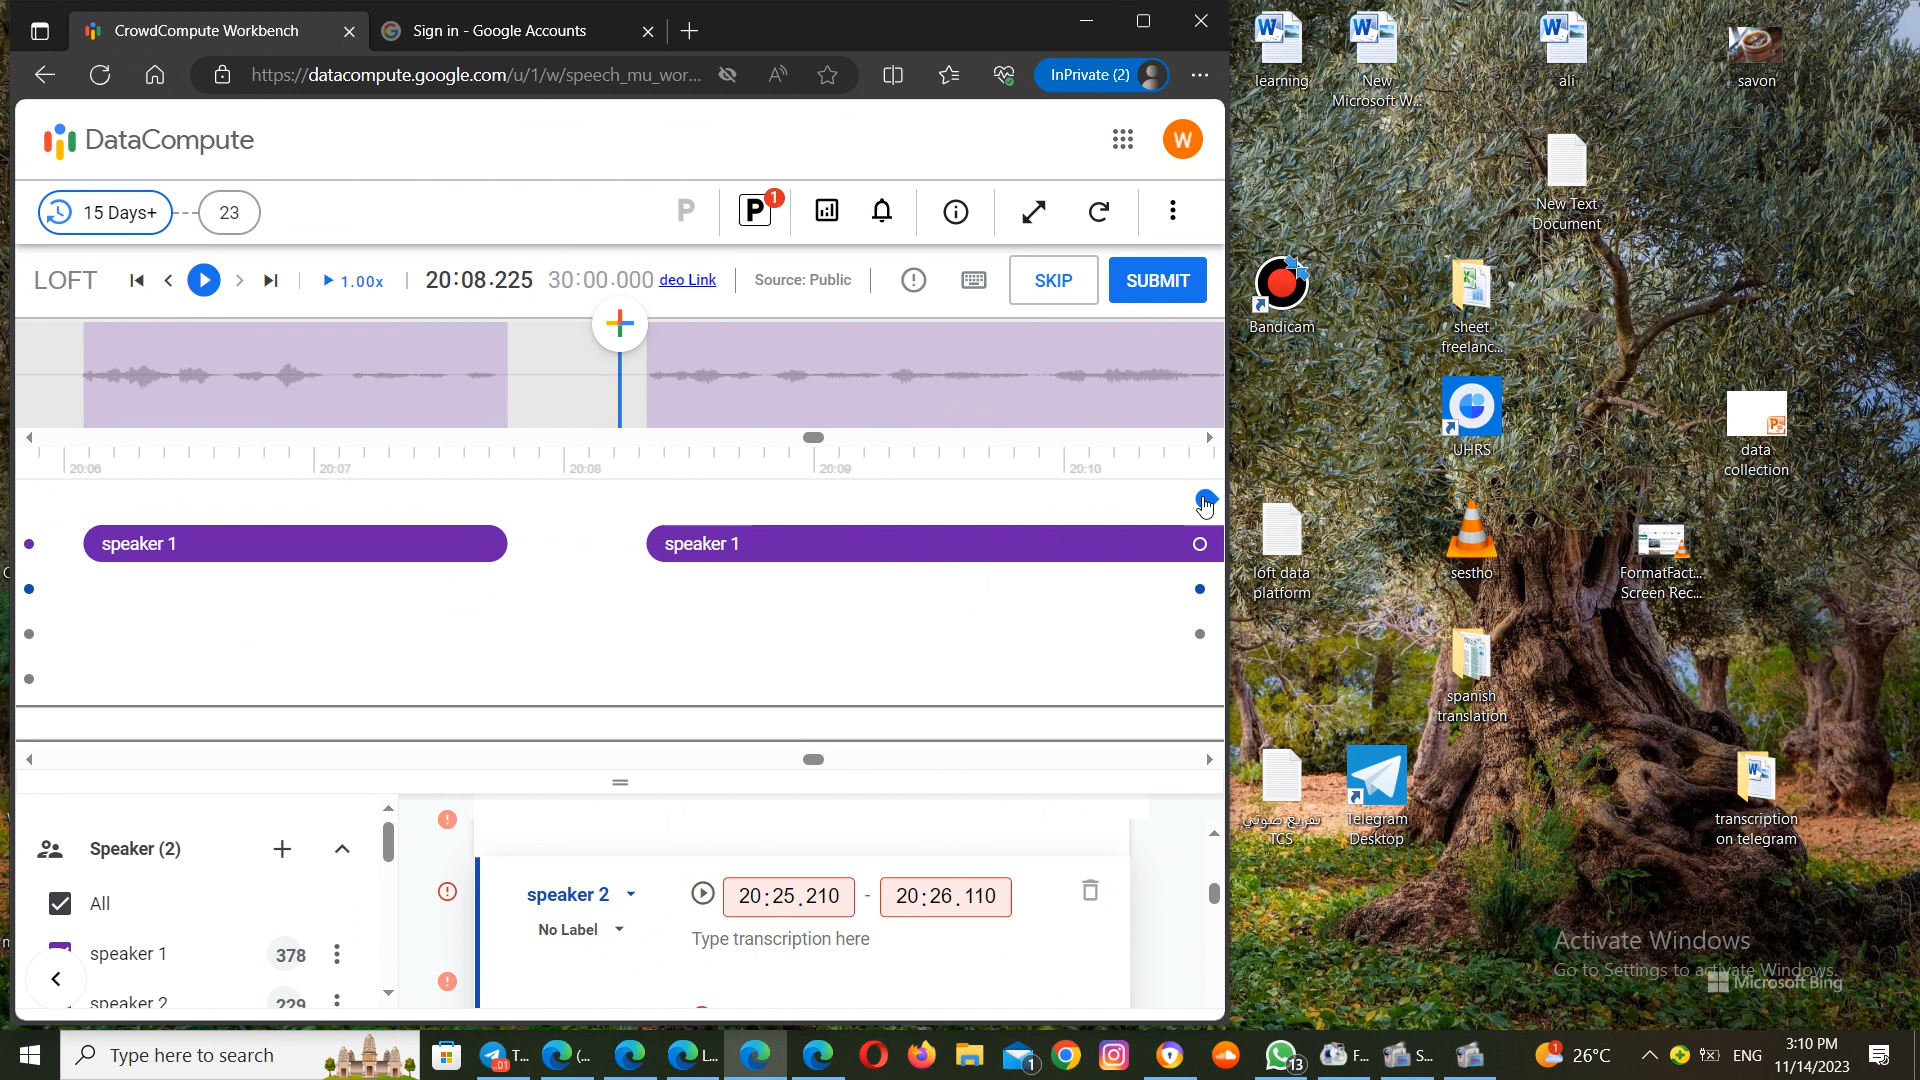 CrowdCompute Workbench
Sign in - Google Accounts
https://datacompute.google.com/u/1/w/speech_mu_wor...
InPrivate (2)
DataCompute
W
15 Days+
23
P
P
1
LOFT
1.00x
20:08.225
30:00.000
deo Link
Source: Public
SKIP
SUBMIT
20:06
20:07
20:08
20:09
20:10
speaker 1
speaker 1
Speaker (2)
All
speaker 1
378
speaker 2
229
speaker 2
20:25.210
-
20:26.110
No Label
Type transcription here
learning
New
Microsoft W...
ali
savon
New Text
Document
Bandicam
sheet
freelanc...
UHRS
data
collection
loft data
platform
sestho
FormatFact...
Screen Rec...
spanish
translation
تفريغ صوتي
TCS
Telegram
Desktop
transcription
on telegram
Activate Windows
Go to Settings to activate Windows.
Microsoft Bing
Type here to search
T...
(...
L...
1
13
F...
S...
1
26°C
ENG
3:10 PM
11/14/2023